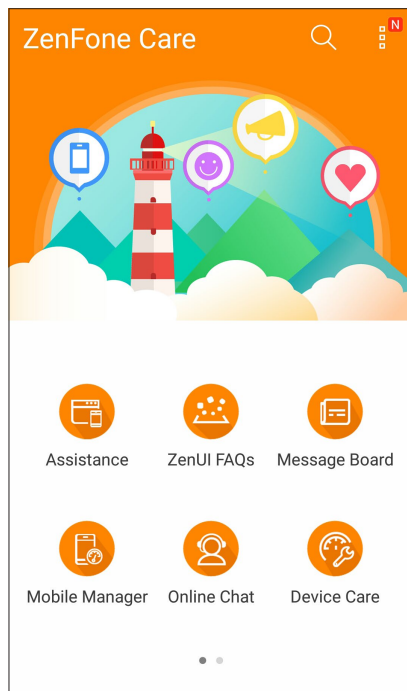 ZenFone Care
N
Assistance
ZenUI FAQs
Message Board
Mobile Manager
Online Chat
Device Care